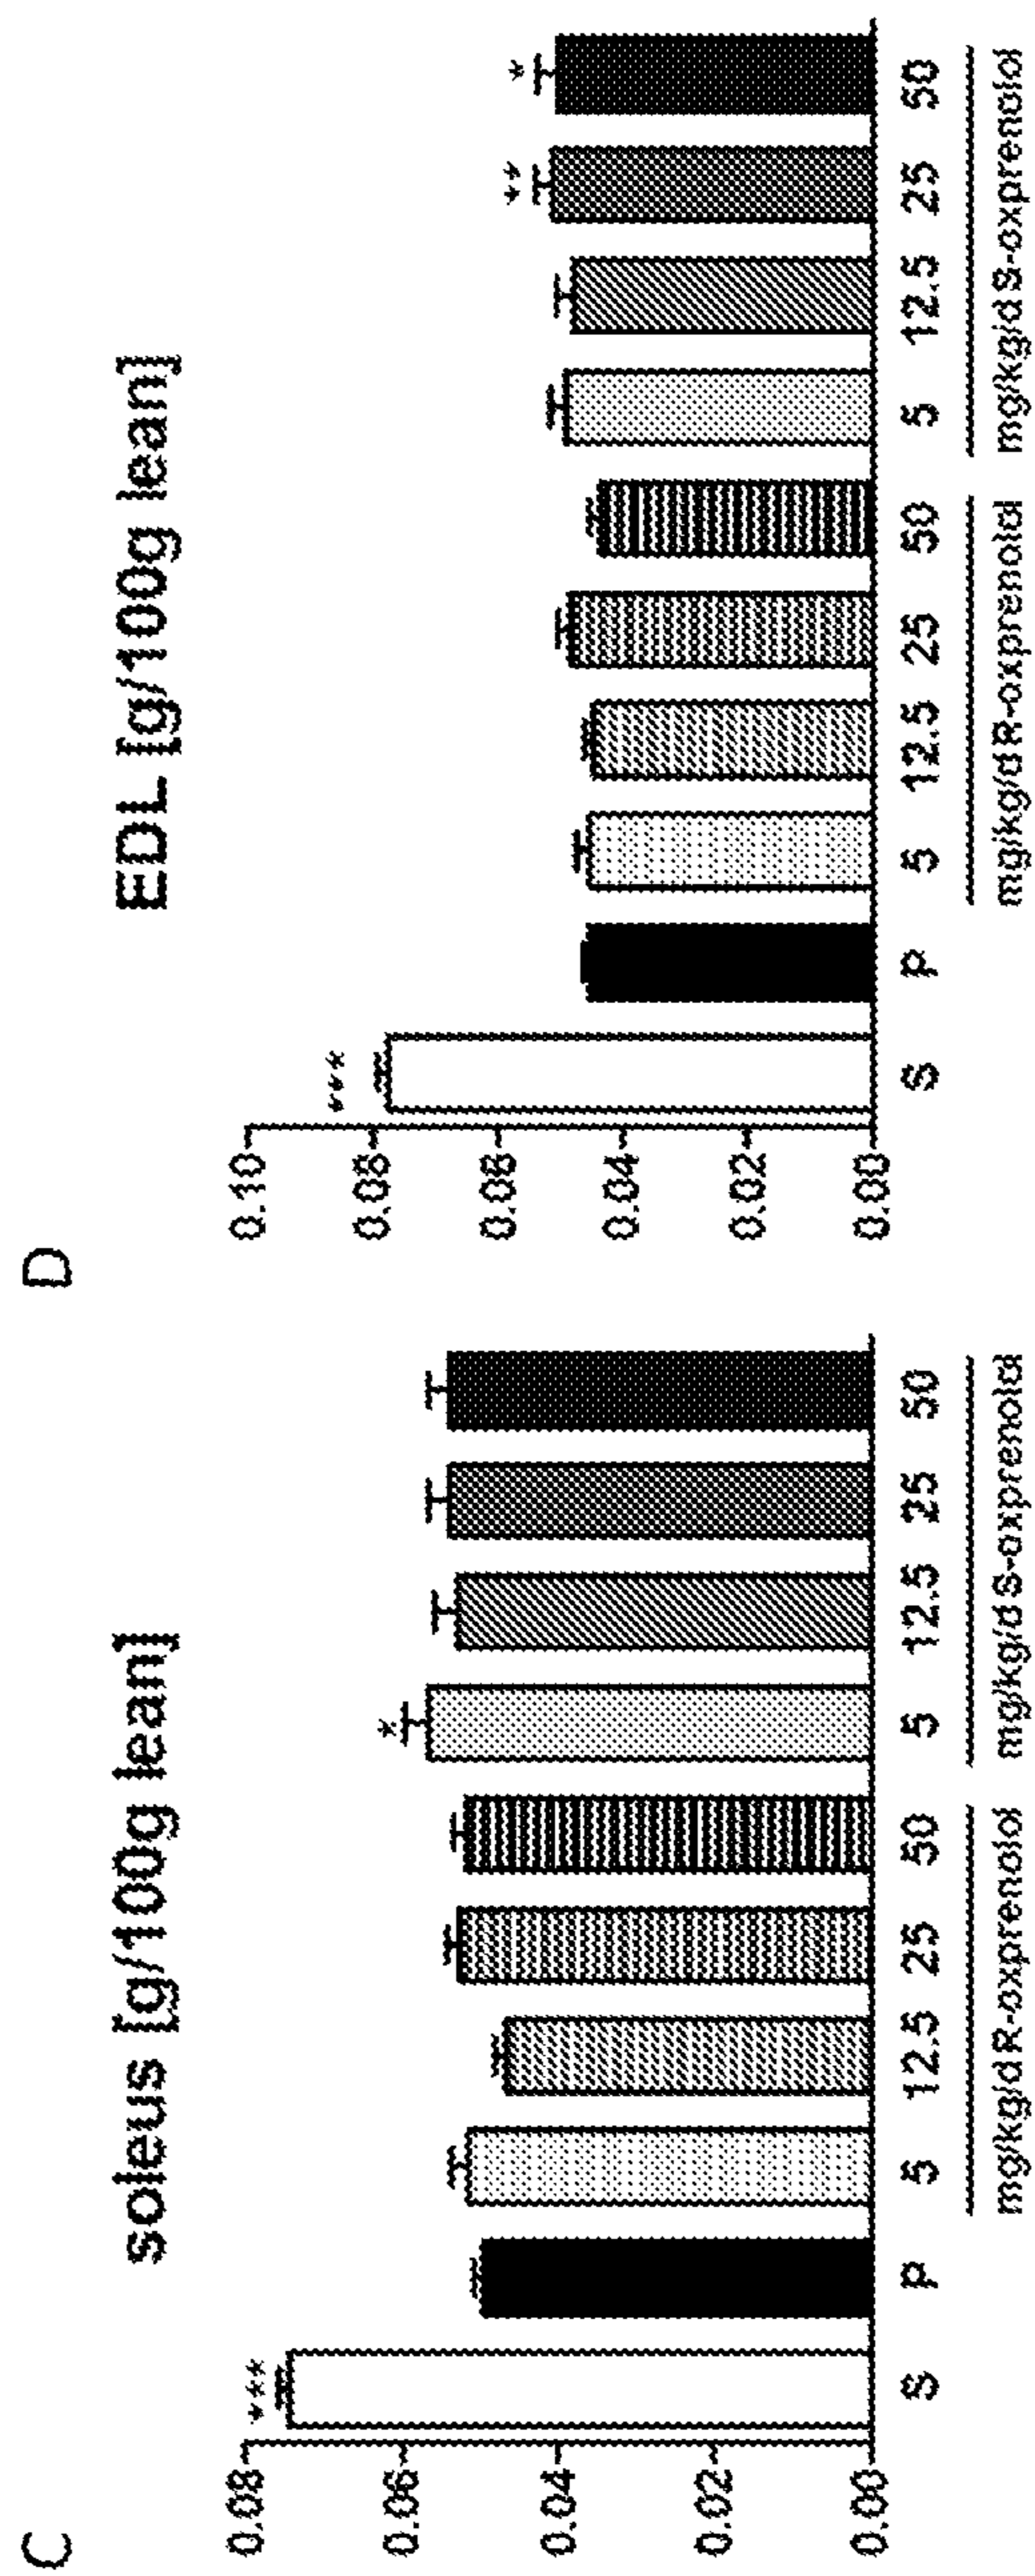 C
soleus [g/100g lean]
***
*
0.08
0.06
0.04
0.02
0.00
S P 5 12.5 25 50 5 12.5 25 50
mg/kg/d R-oxprenolol mg/kg/d S-oxprenolol
D
EDL [g/100g lean]
***
**
*
0.10
0.08
0.06
0.04
0.02
0.00
S P 5 12.5 25 50 5 12.5 25 50
mg/kg/d R-oxprenolol mg/kg/d S-oxprenolol